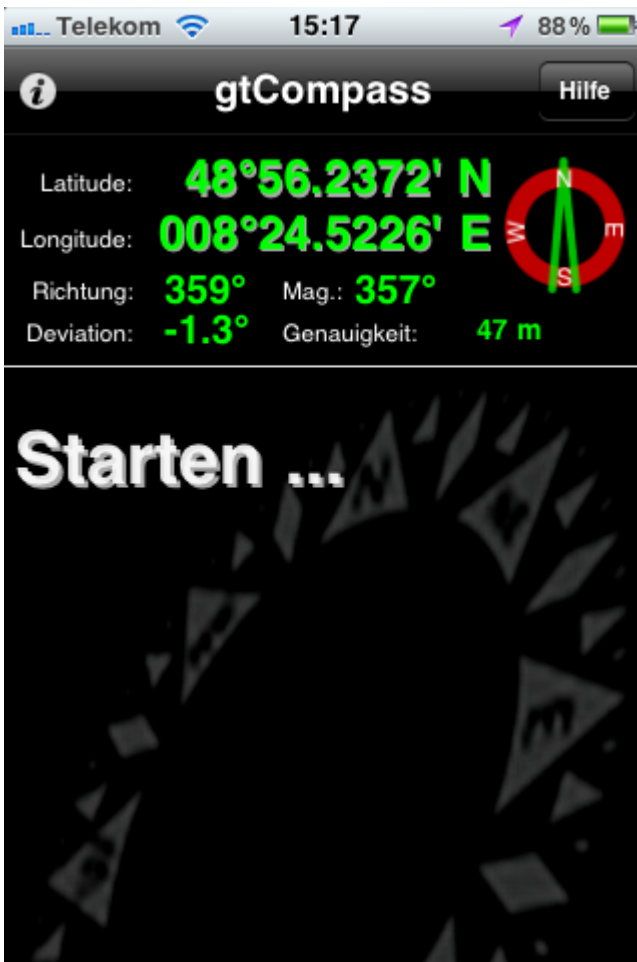 Telekom 15:17 88 %
i gtCompass Hilfe
Latitude: 48°56.2372' N
Longitude: 008°24.5226' E
Richtung: 359° Mag.: 357°
Deviation: -1.3° Genauigkeit: 47 m
N
W E
S
Starten ...
N
E